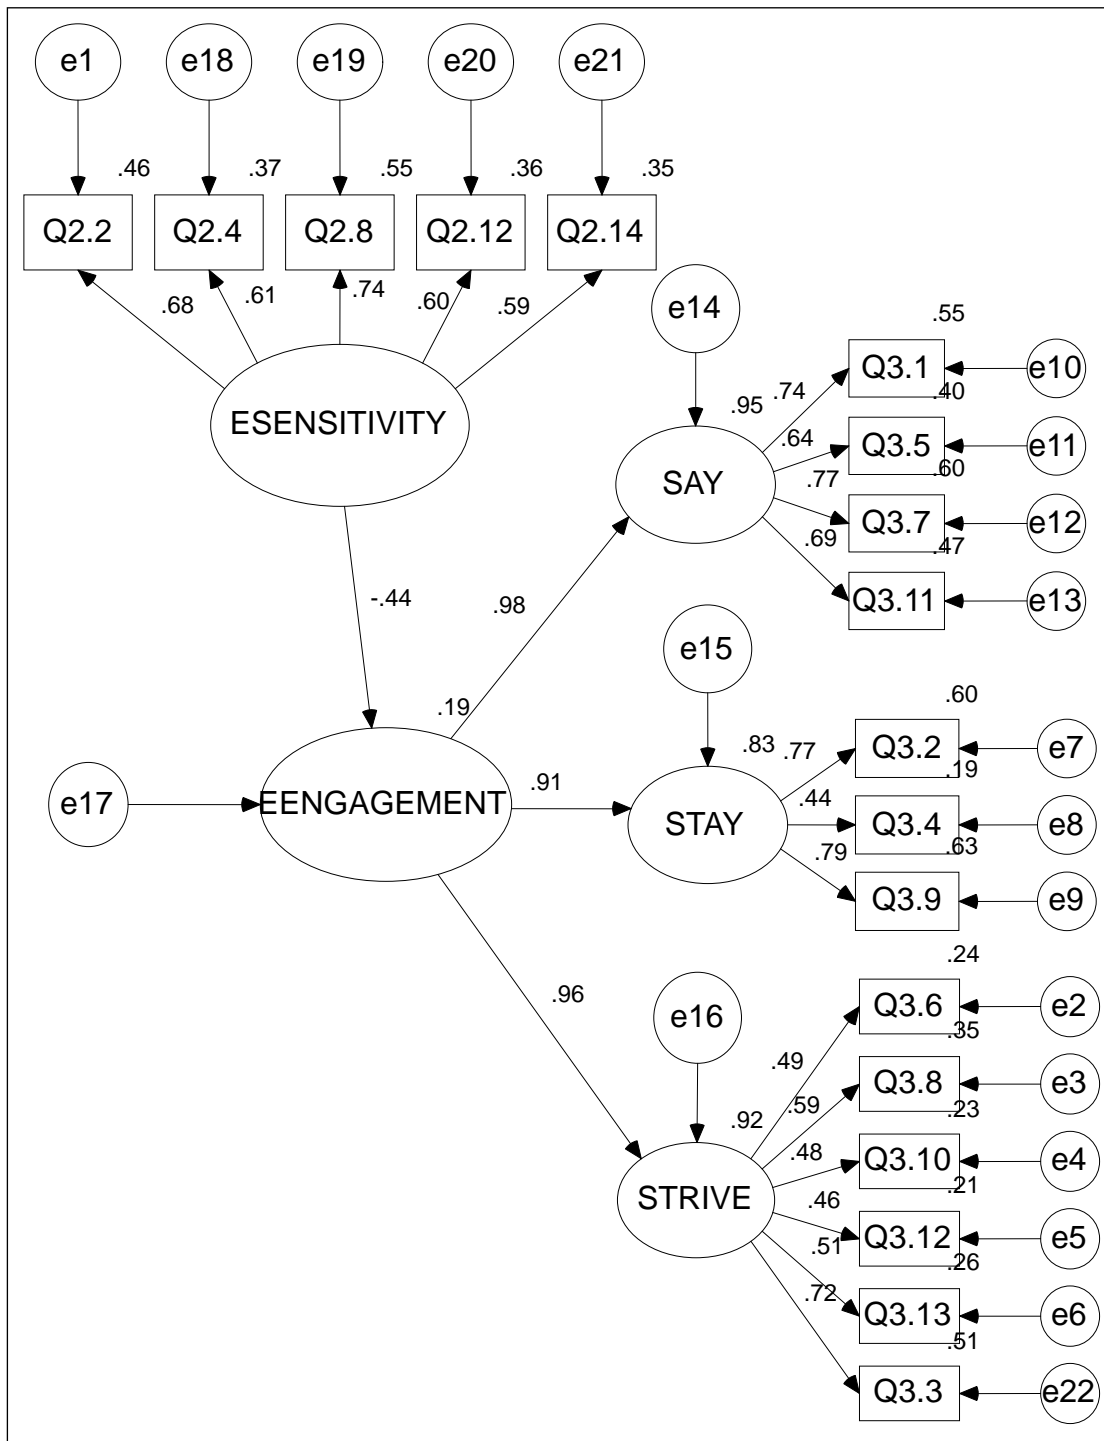 e1 e18 e19 e20 e21
.46 .37 .55 .36 .35
Q2.2 Q2.4 Q2.8 Q2.12 Q2.14
.68 .61 .74 .60 .59
ESENSITIVITY
-.44
e14
.95
SAY
.74 .64 .77 .69
.55
Q3.1 e10
.40
Q3.5 e11
.60
Q3.7 e12
.47
Q3.11 e13
.98
.19
e17
EENGAGEMENT
.91
e15
.83
STAY
.77 .44 .79
.60
Q3.2 e7
.19
Q3.4 e8
.63
Q3.9 e9
.96
e16
.92
STRIVE
.49 .59 .48 .46 .51 .72
.24
Q3.6 e2
.35
Q3.8 e3
.23
Q3.10 e4
.21
Q3.12 e5
.26
Q3.13 e6
.51
Q3.3 e22